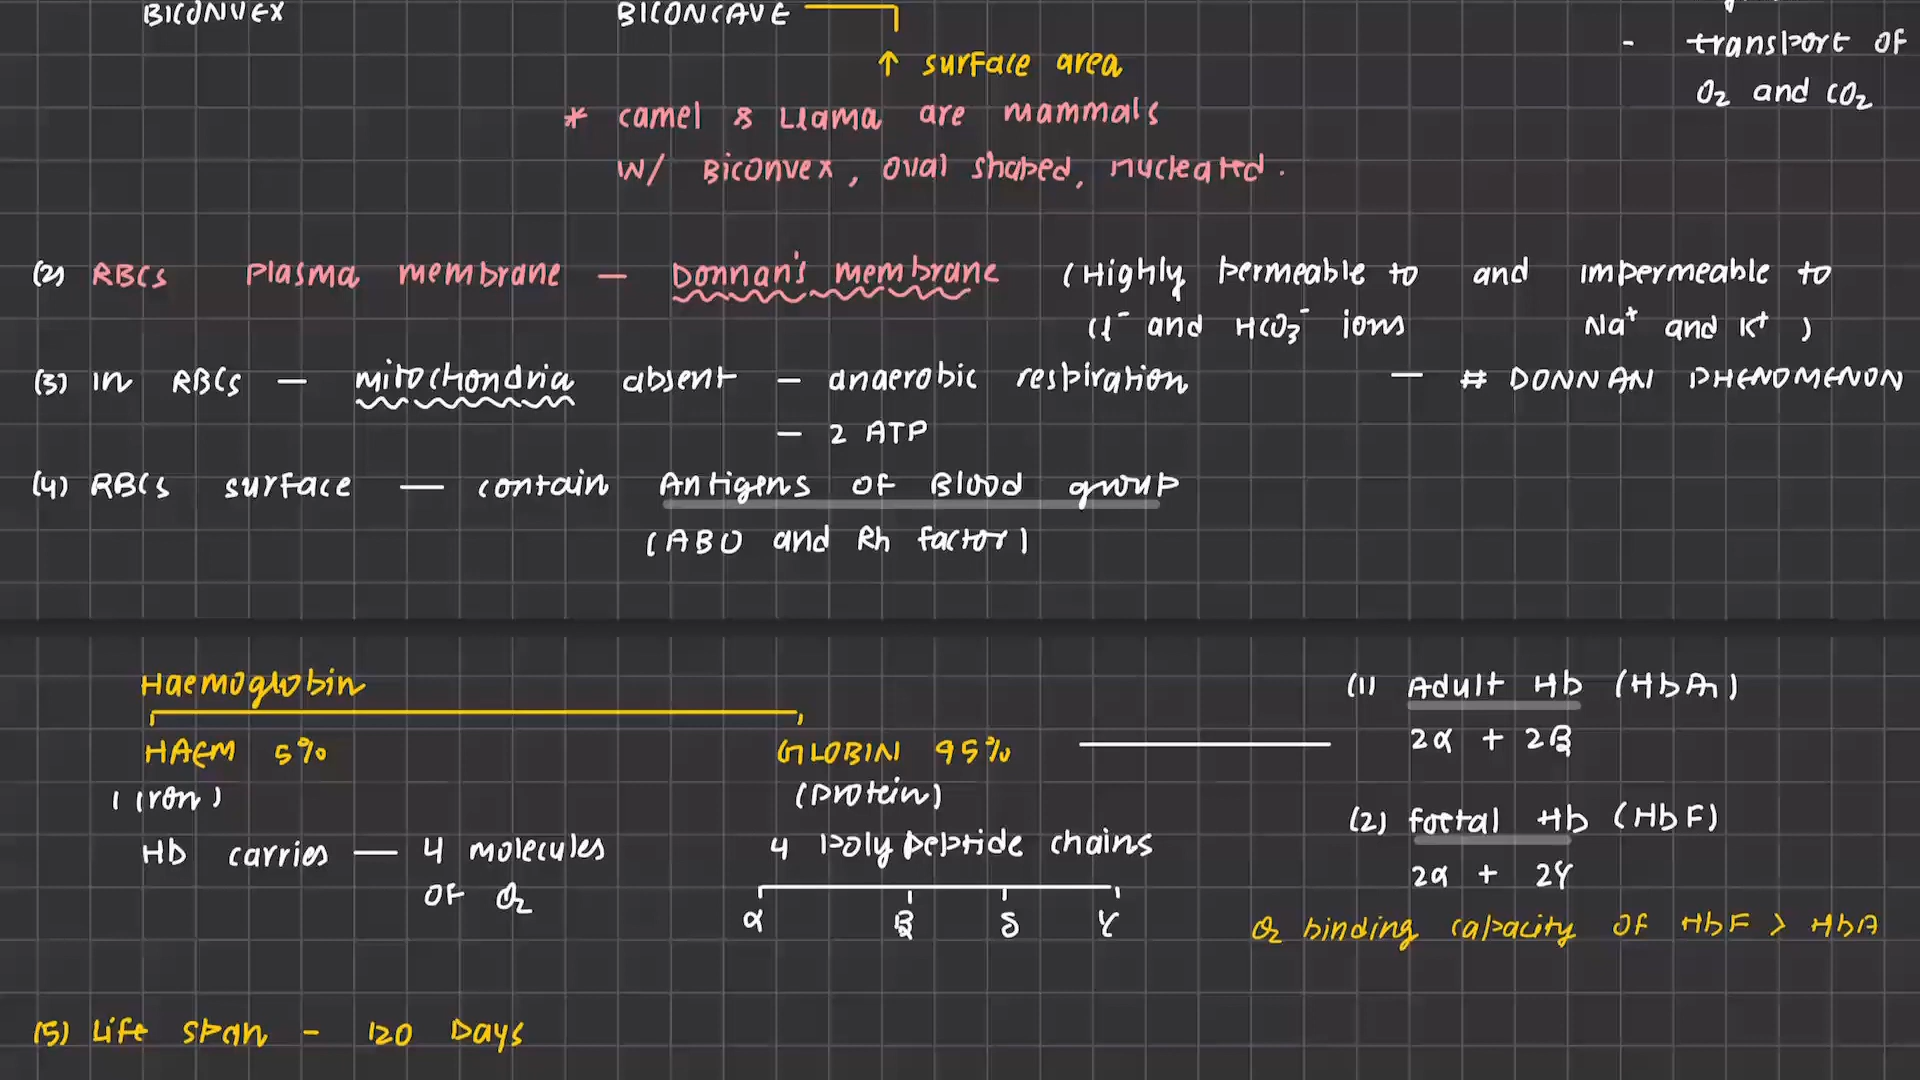 BICONVEX BICONCAVE
↑ surface area
- transport of
O₂ and CO₂
* camel & Llama are mammals
w/ Biconvex, oval shaped, nucleated.
(2) RBCs Plasma membrane — Donnan's membrane (Highly permeable to and impermeable to
Cl⁻ and HCO₃⁻ ions Na⁺ and K⁺)
(3) in RBCs — mitochondria absent — anaerobic respiration — # DONNAN PHENOMENON
— 2 ATP
(4) RBCs surface — contain Antigens of Blood group
(ABO and Rh factor)
Haemoglobin
HAEM 5% GLOBIN 95%
(iron) (protein)
Hb carries — 4 molecules
of O₂
4 polypeptide chains
α β δ γ
(1) Adult Hb (HbA₁)
2α + 2β
(2) foetal Hb (HbF)
2α + 2γ
O₂ binding capacity of HbF > HbA
(5) Life span - 120 Days